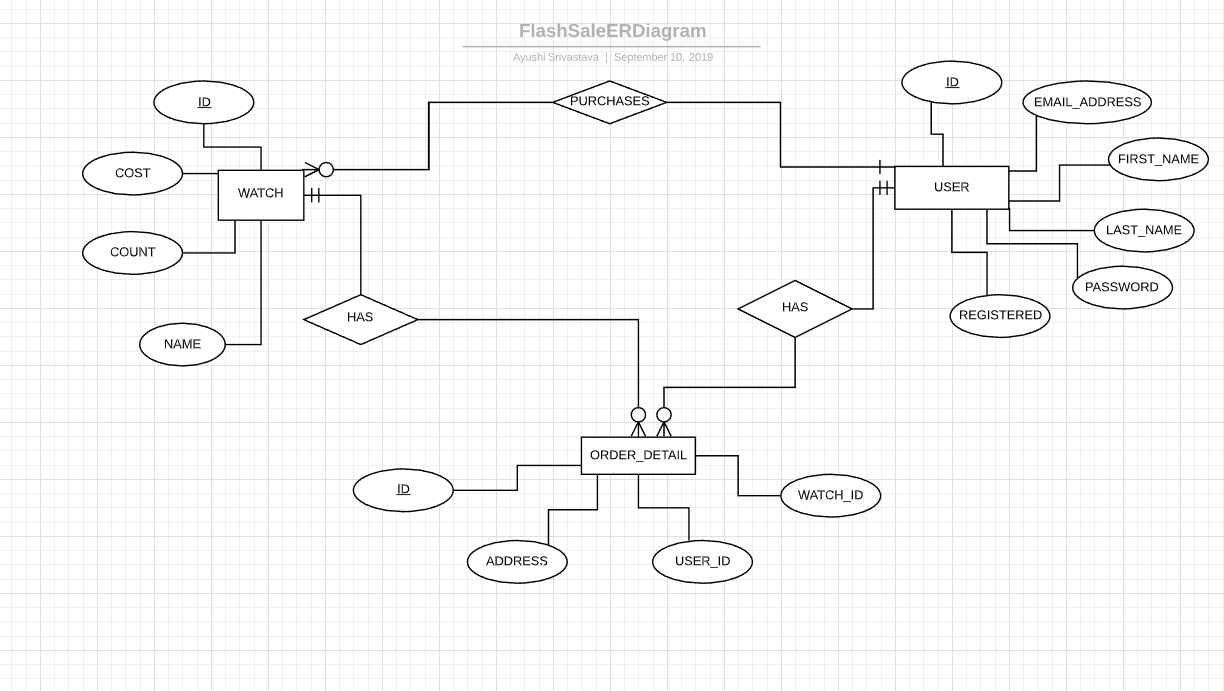 FlashSaleERDiagram
Ayushi Srivastava | September 10, 2019
ID
PURCHASES
ID
EMAIL_ADDRESS
COST
WATCH
USER
FIRST_NAME
COUNT
LAST_NAME
PASSWORD
HAS
HAS
REGISTERED
NAME
ORDER_DETAIL
ID
WATCH_ID
ADDRESS
USER_ID